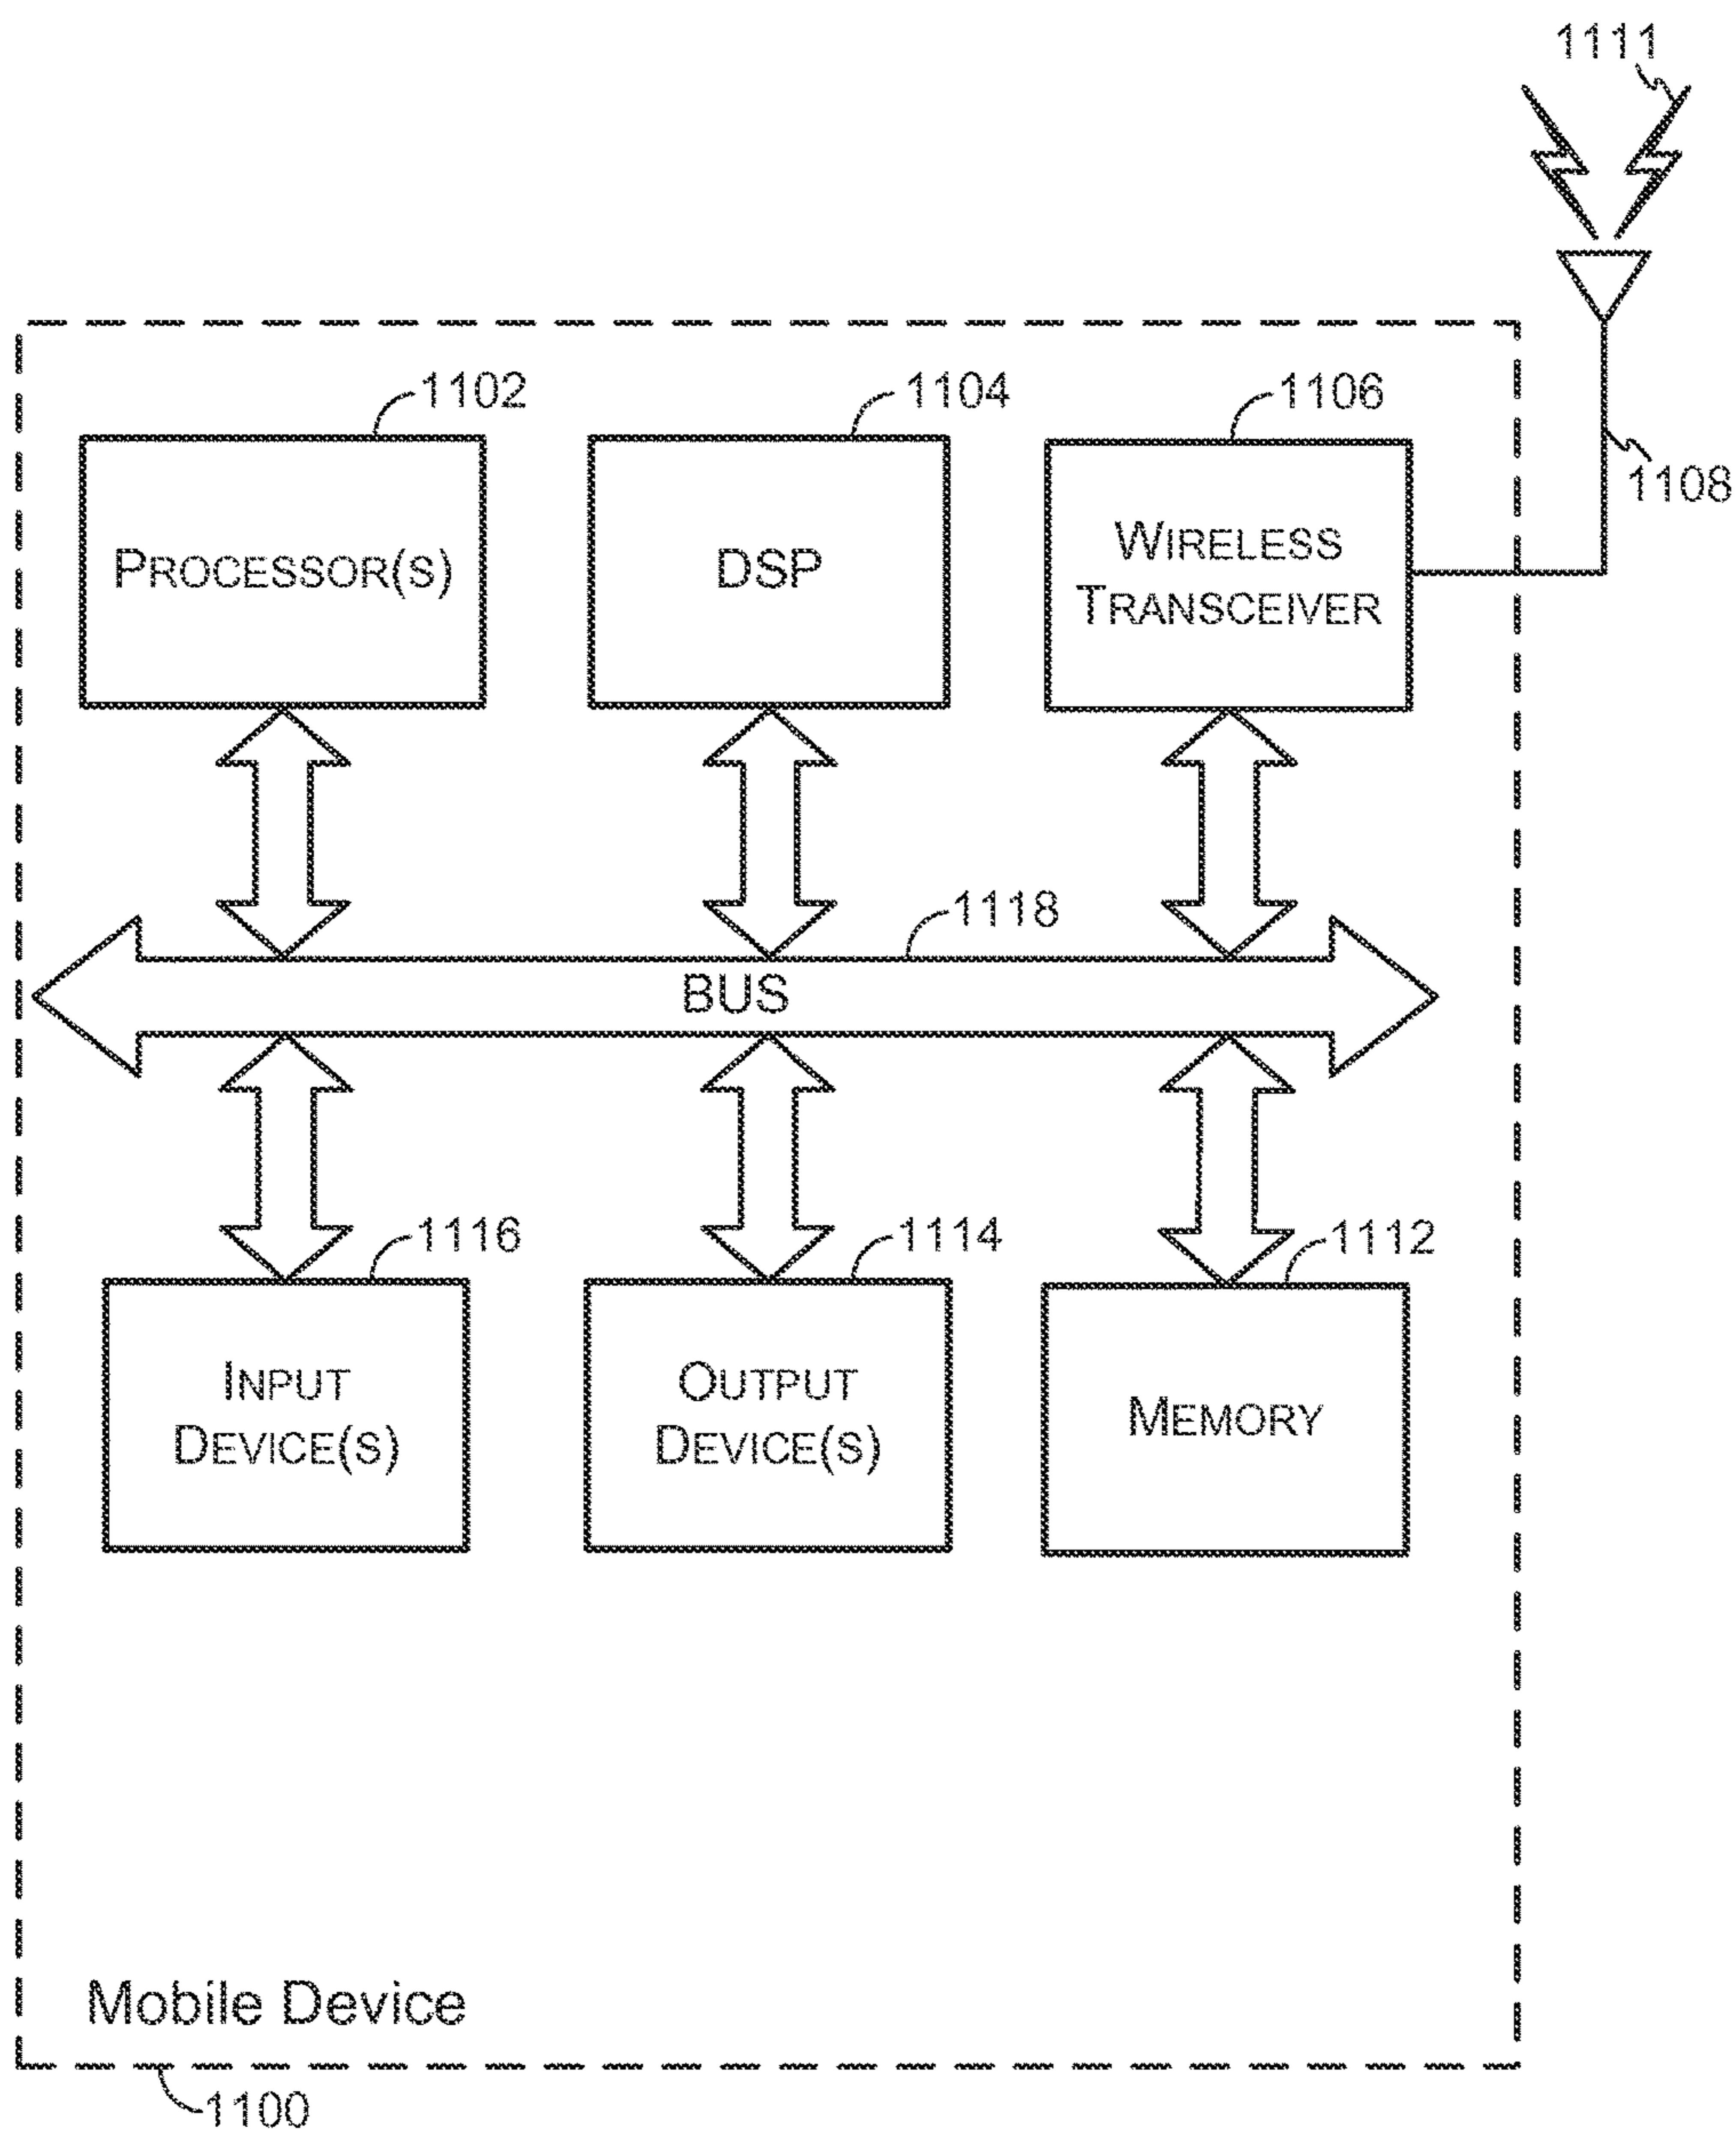 1111
1102
1104
1106
1108
PROCESSOR(S)
DSP
WIRELESS
TRANSCEIVER
1118
BUS
1116
1114
1112
INPUT
DEVICE(S)
OUTPUT
DEVICE(S)
MEMORY
Mobile Device
1100